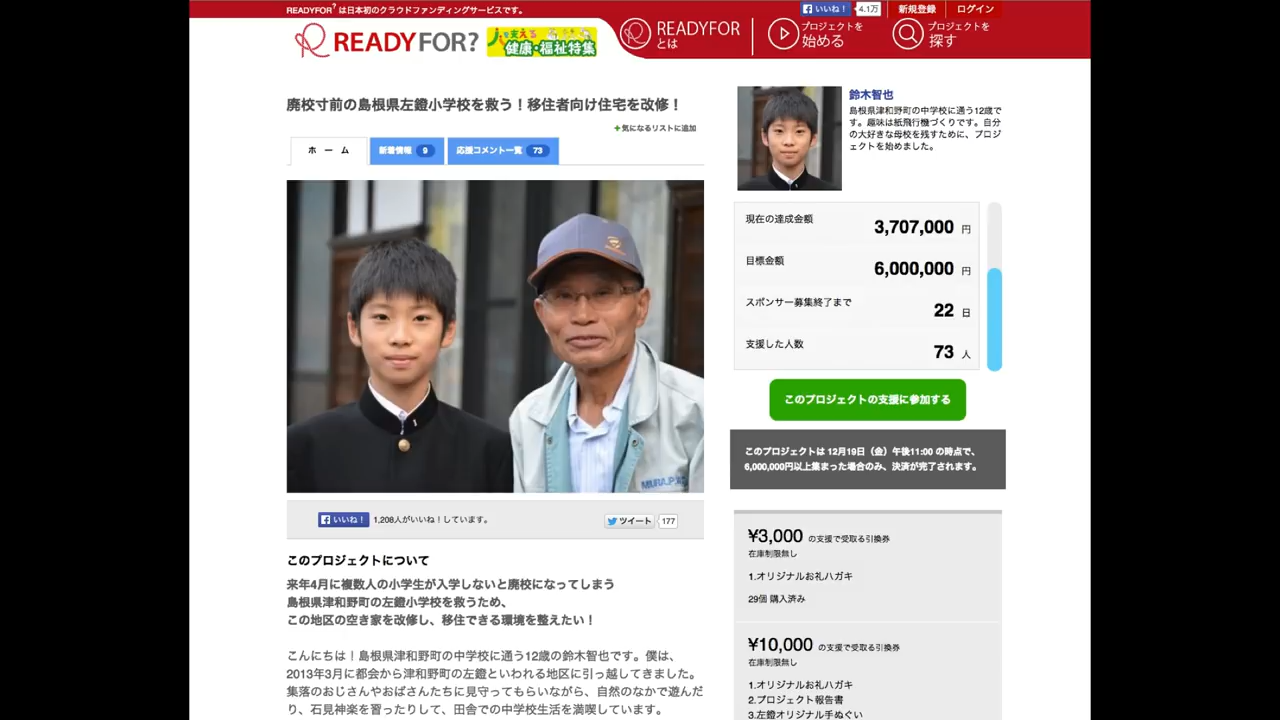 READYFOR? は日本初のクラウドファンディングサービスです。
いいね！ 4.1万 新規登録 ログイン
READYFOR?
人を支える
健康・福祉特集
READYFOR
とは
プロジェクトを
始める
プロジェクトを
探す
廃校寸前の島根県左鐙小学校を救う！移住者向け住宅を改修！
+気になるリストに追加
ホーム 新着情報 9 応援コメント一覧 73
鈴木智也
島根県津和野町の中学校に通う12歳で
す。趣味は紙飛行機づくりです。自分
の大好きな母校を残すために、プロジ
ェクトを始めました。
現在の達成金額 3,707,000 円
目標金額 6,000,000 円
スポンサー募集終了まで 22 日
支援した人数 73 人
このプロジェクトの支援に参加する
このプロジェクトは 12月19日（金）午後11:00 の時点で、
6,000,000円以上集まった場合のみ、決済が完了されます。
いいね！ 1,208人がいいね！しています。 ツイート 177
このプロジェクトについて
来年4月に複数人の小学生が入学しないと廃校になってしまう
島根県津和野町の左鐙小学校を救うため、
この地区の空き家を改修し、移住できる環境を整えたい！
こんにちは！島根県津和野町の中学校に通う12歳の鈴木智也です。僕は、
2013年3月に都会から津和野町の左鐙といわれる地区に引っ越してきました。
集落のおじさんやおばさんたちに見守ってもらいながら、自然のなかで遊んだ
り、石見神楽を習ったりして、田舎での中学校生活を満喫しています。
¥3,000 の支援で受取る引換券
在庫制限無し
1.オリジナルお礼ハガキ
29個 購入済み
¥10,000 の支援で受取る引換券
在庫制限無し
1.オリジナルお礼ハガキ
2.プロジェクト報告書
3.左鐙オリジナル手ぬぐい